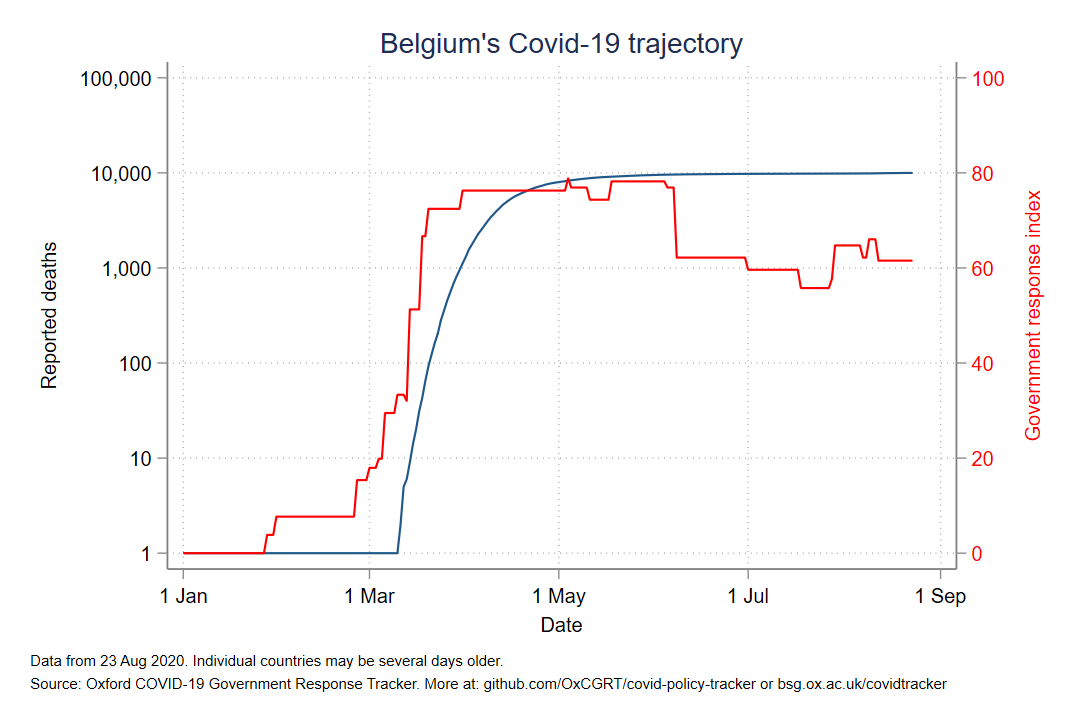 Belgium's Covid-19 trajectory
100,000
10,000
1,000
100
10
1
Reported deaths
100
80
60
40
20
0
Government response index
1 Jan
1 Mar
1 May
1 Jul
1 Sep
Date
Data from 23 Aug 2020. Individual countries may be several days older.
Source: Oxford COVID-19 Government Response Tracker. More at: github.com/OxCGRT/covid-policy-tracker or bsg.ox.ac.uk/covidtracker